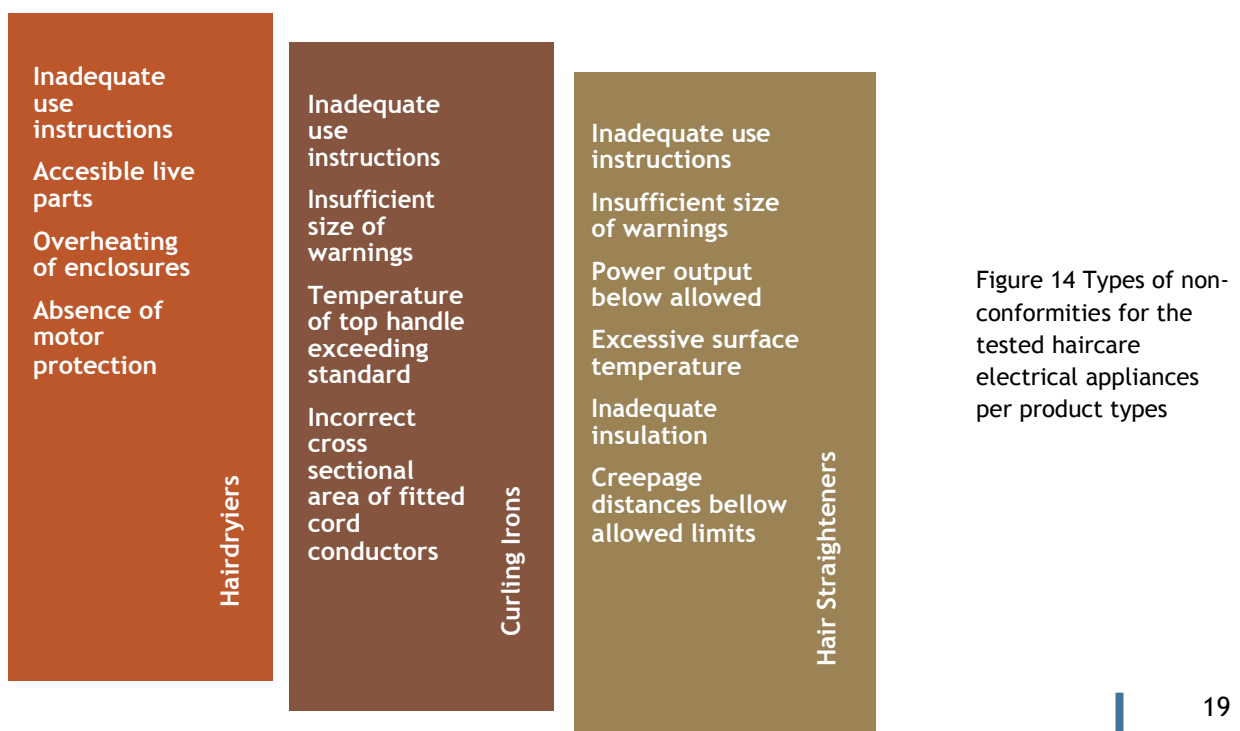 Inadequate
use
instructions
Accesible live
parts
Overheating
of enclosures
Absence of
motor
protection
Hairdryiers
Inadequate
use
instructions
Insufficient
size of
warnings
Temperature
of top handle
exceeding
standard
Incorrect
cross
sectional
area of fitted
cord
conductors
Curling Irons
Inadequate use
instructions
Insufficient size
of warnings
Power output
below allowed
Excessive surface
temperature
Inadequate
insulation
Creepage
distances bellow
allowed limits
Hair Straighteners
Figure 14 Types of non-
conformities for the
tested haircare
electrical appliances
per product types
19